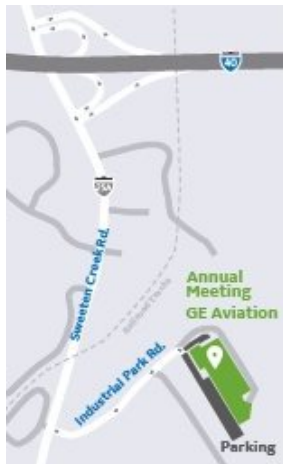 40
25A
Sweeten Creek Rd.
Railroad Tracks
Annual
Meeting
GE Aviation
Industrial Park Rd.
Parking